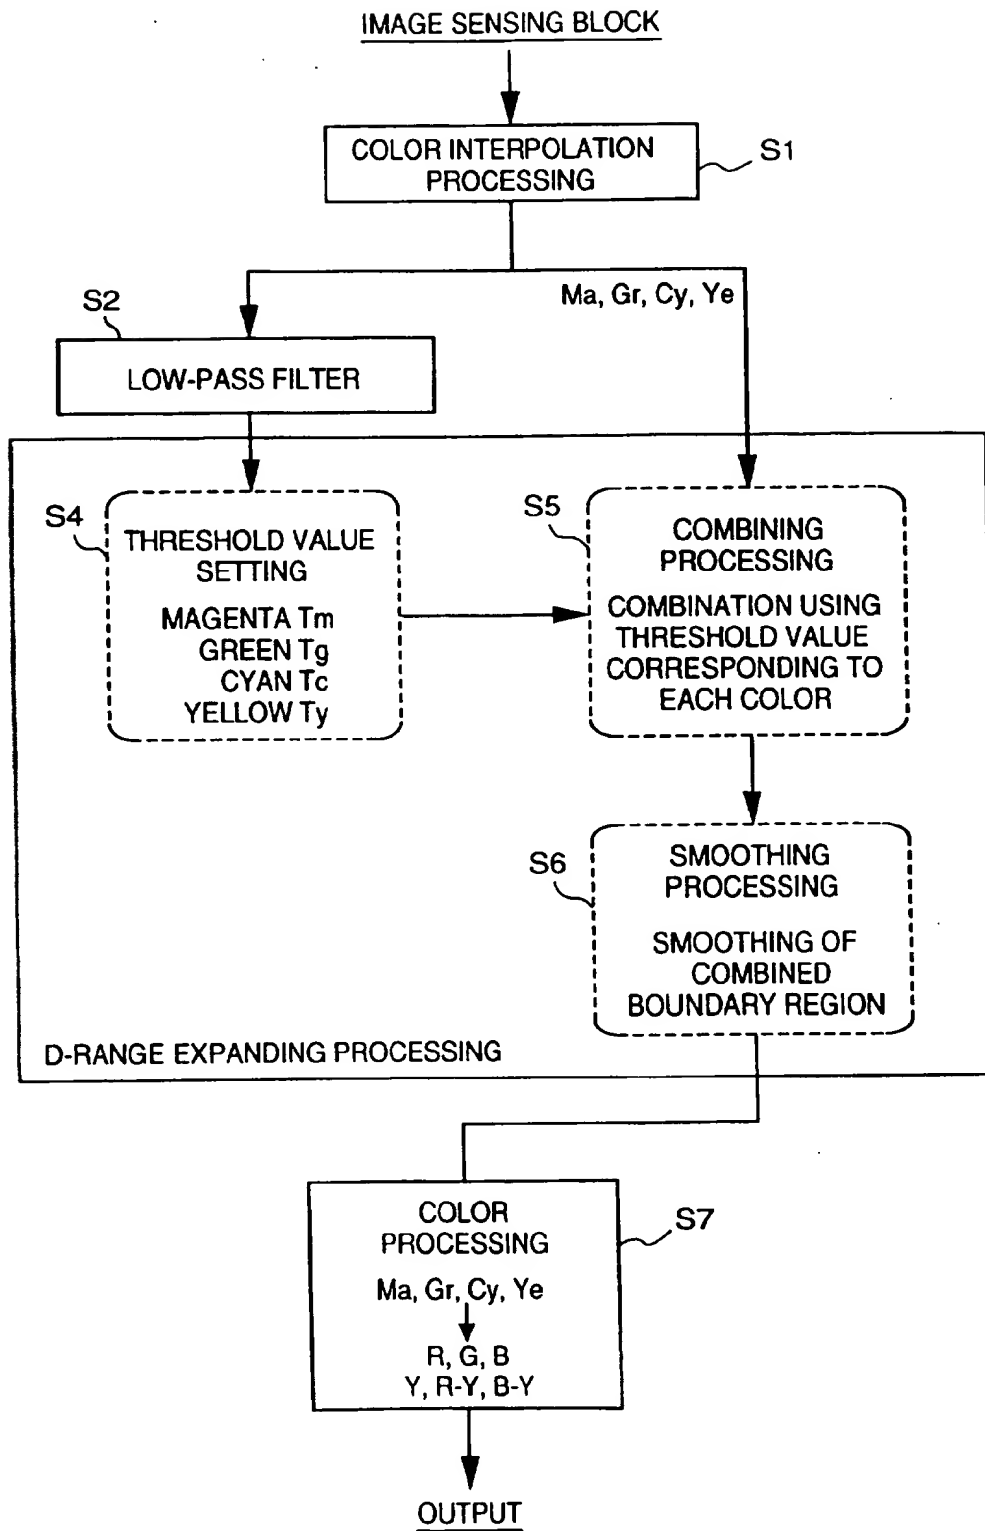 IMAGE SENSING BLOCK
COLOR INTERPOLATION
PROCESSING
S1
Ma, Gr, Cy, Ye
S2
LOW-PASS FILTER
S4
THRESHOLD VALUE
SETTING
MAGENTA Tm
GREEN Tg
CYAN Tc
YELLOW Ty
S5
COMBINING
PROCESSING
COMBINATION USING
THRESHOLD VALUE
CORRESPONDING TO
EACH COLOR
S6
SMOOTHING
PROCESSING
SMOOTHING OF
COMBINED
BOUNDARY REGION
D-RANGE EXPANDING PROCESSING
COLOR
PROCESSING
S7
Ma, Gr, Cy, Ye
R, G, B
Y, R-Y, B-Y
OUTPUT